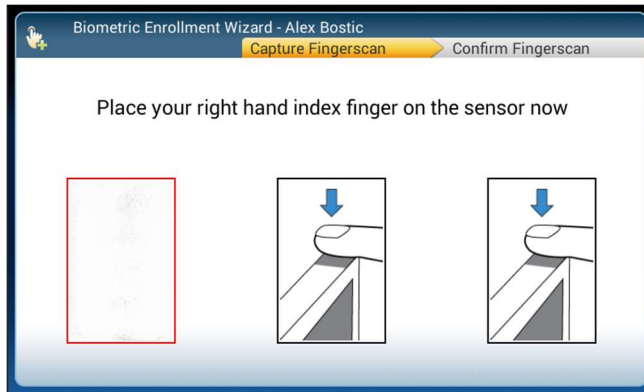 Biometric Enrollment Wizard - Alex Bostic
Capture Fingerscan
Confirm Fingerscan
Place your right hand index finger on the sensor now